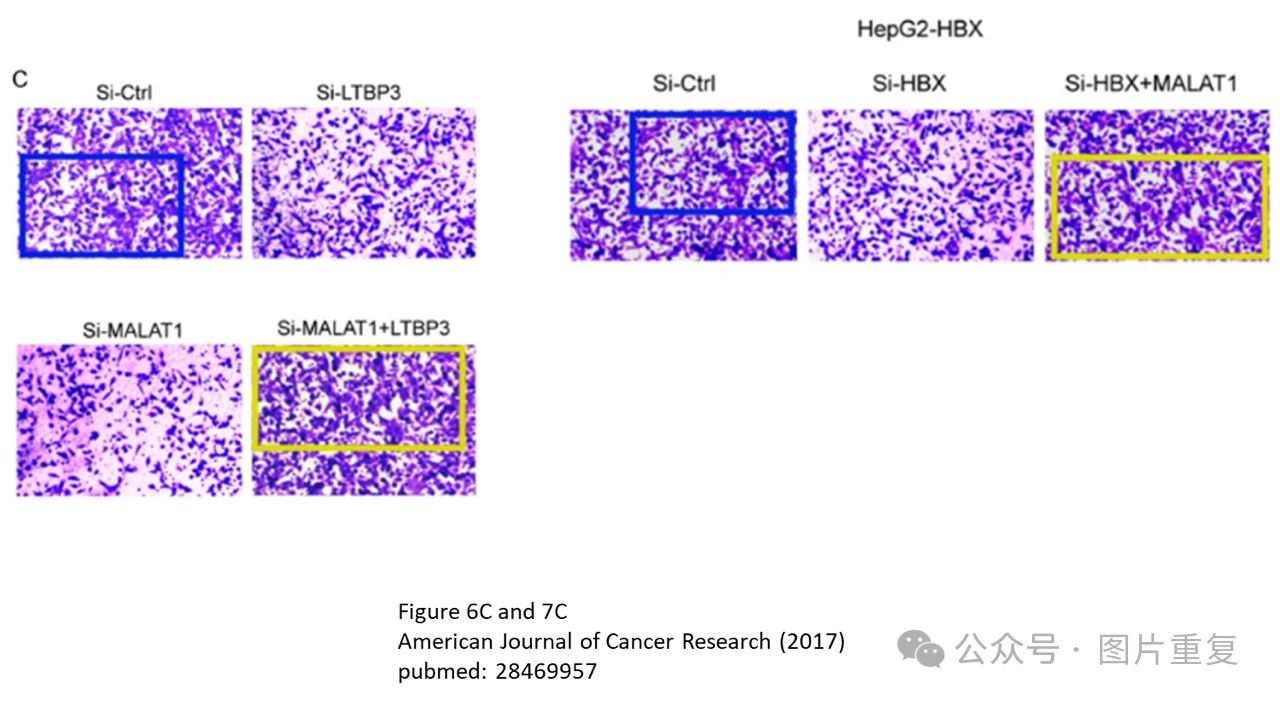 HepG2-HBX
C
Si-Ctrl
Si-LTBP3
Si-Ctrl
Si-HBX
Si-HBX+MALAT1
Si-MALAT1
Si-MALAT1+LTBP3
Figure 6C and 7C
American Journal of Cancer Research (2017)
pubmed: 28469957
公众号 · 图片重复